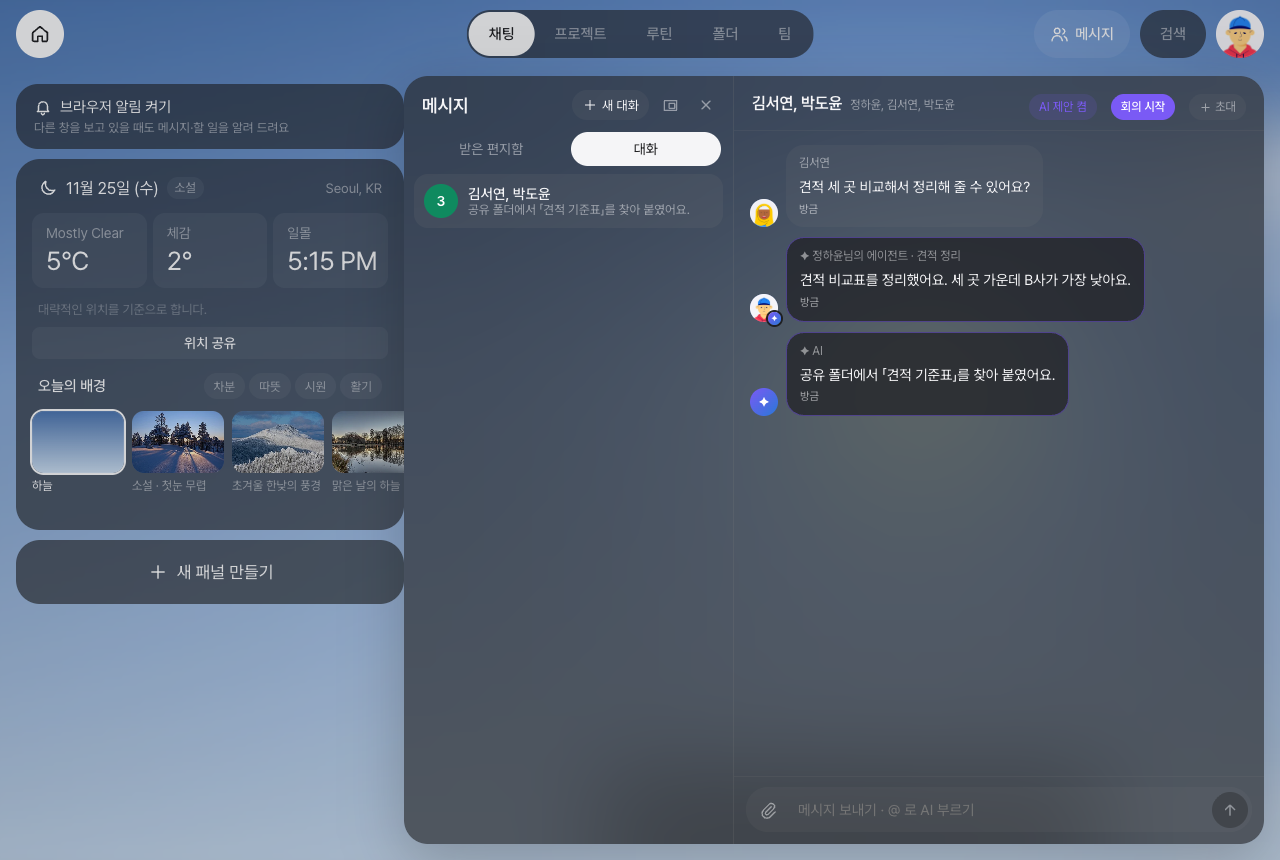 채팅
프로젝트
루틴
폴더
팀
메시지
검색
브라우저 알림 켜기
다른 창을 보고 있을 때도 메시지·할 일을 알려 드려요
11월 25일 (수)
소설
Seoul, KR
Mostly Clear
5°C
체감
2°
일몰
5:15 PM
대략적인 위치를 기준으로 합니다.
위치 공유
오늘의 배경
차분
따뜻
시원
활기
하늘
소설 · 첫눈 무렵
초겨울 한낮의 풍경
맑은 날의 하늘
새 패널 만들기
메시지
새 대화
받은 편지함
대화
3
김서연, 박도윤
공유 폴더에서 「견적 기준표」를 찾아 붙였어요.
김서연, 박도윤
정하윤, 김서연, 박도윤
AI 제안 켬
회의 시작
초대
김서연
견적 세 곳 비교해서 정리해 줄 수 있어요?
방금
정하윤님의 에이전트 · 견적 정리
견적 비교표를 정리했어요. 세 곳 가운데 B사가 가장 낮아요.
방금
AI
공유 폴더에서 「견적 기준표」를 찾아 붙였어요.
방금
메시지 보내기 · @ 로 AI 부르기